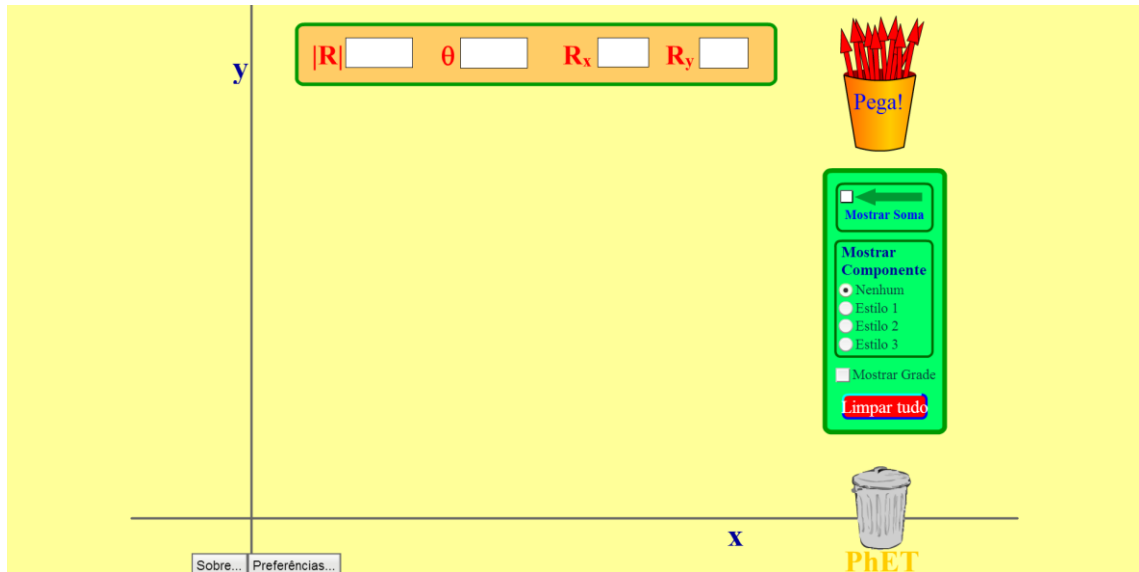 y
|R| θ Rx Ry
Pega!
Mostrar Soma
Mostrar
Componente
Nenhum
Estilo 1
Estilo 2
Estilo 3
Mostrar Grade
Limpar tudo
x
PhET
Sobre... Preferências...